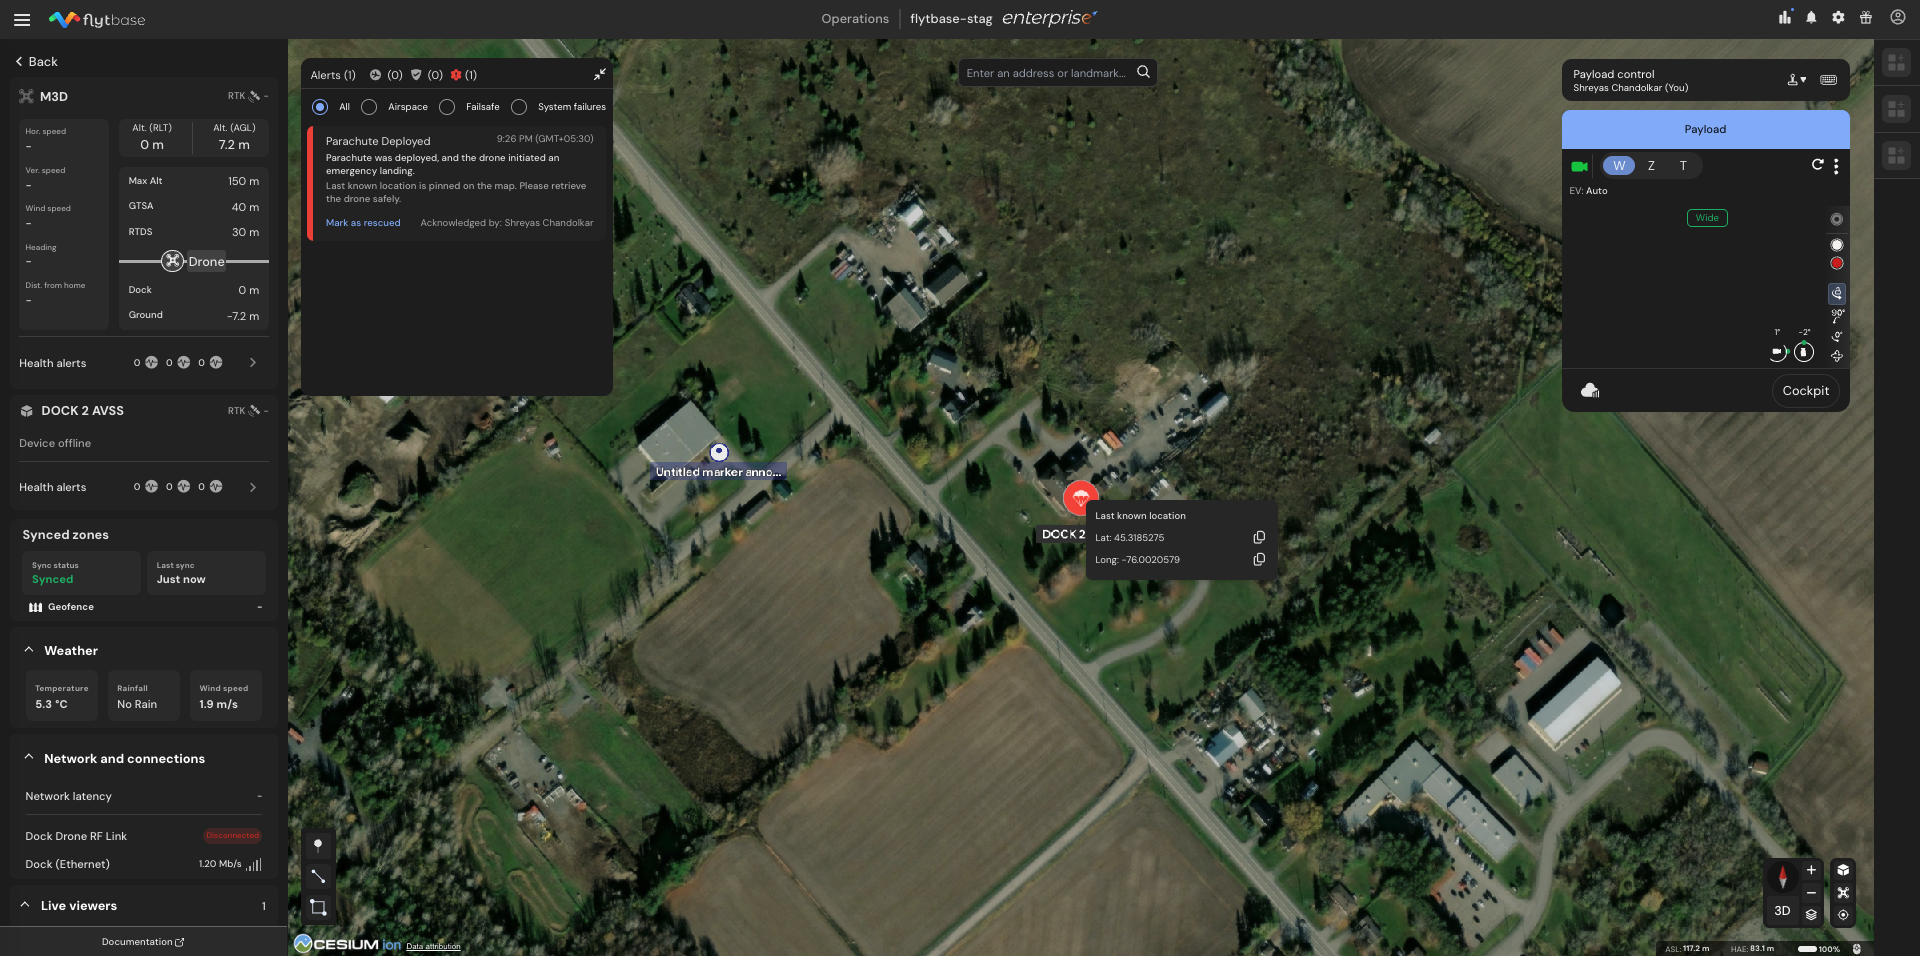 flytbase
Operations
flytbase-stag
enterprise
Back
M3D
RTK -
Hor. speed
-
Ver. speed
-
Wind speed
-
Heading
-
Dist. from home
-
Alt. (RLT)
0 m
Alt. (AGL)
7.2 m
Max Alt 150 m
GTSA 40 m
RTDS 30 m
Drone
Dock 0 m
Ground -7.2 m
Health alerts 0 0 0
DOCK 2 AVSS
RTK -
Device offline
Health alerts 0 0 0
Synced zones
Sync status
Synced
Last sync
Just now
Geofence -
Weather
Temperature
5.3 °C
Rainfall
No Rain
Wind speed
1.9 m/s
Network and connections
Network latency -
Dock Drone RF Link Disconnected
Dock (Ethernet) 1.20 Mb/s
Live viewers 1
Documentation
Alerts (1) (0) (0) (1)
All Airspace Failsafe System failures
Parachute Deployed 9:26 PM (GMT+05:30)
Parachute was deployed, and the drone initiated an
emergency landing.
Last known location is pinned on the map. Please retrieve
the drone safely.
Mark as rescued Acknowledged by: Shreyas Chandolkar
Enter an address or landmark...
Untitled marker anno...
DOCK 2
Last known location
Lat: 45.3185275
Long: -76.0020579
Payload control
Shreyas Chandolkar (You)
Payload
W Z T
EV: Auto
Wide
90°
0°
1° -2°
Cockpit
3D
CESIUM ion Data attribution
ASL: 117.2 m HAE: 83.1 m 100%